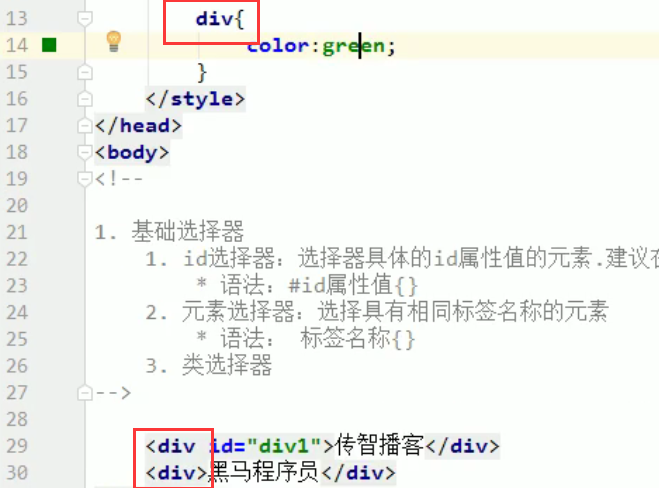 13 div{
14 color:green;
15 }
16 </style>
17 </head>
18 <body>
19 <!--
20
21 1. 基础选择器
22 1. id选择器：选择器具体的id属性值的元素.建议在
23 * 语法：#id属性值{}
24 2. 元素选择器：选择具有相同标签名称的元素
25 * 语法： 标签名称{}
26 3. 类选择器
27 -->
28
29 <div id="div1">传智播客</div>
30 <div>黑马程序员</div>